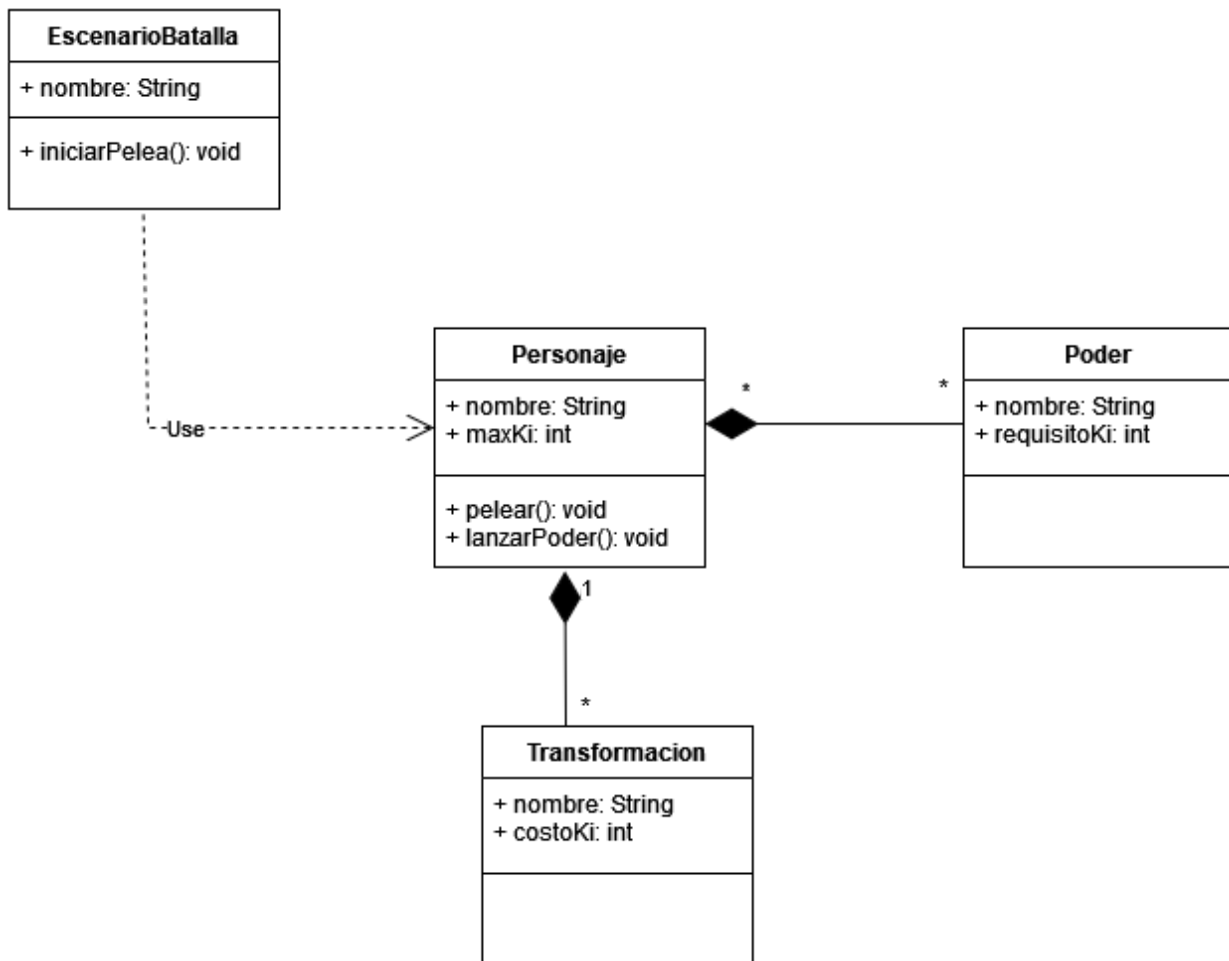 EscenarioBatalla
+ nombre: String
+ iniciarPelea(): void
Use
Personaje
+ nombre: String
+ maxKi: int
+ pelear(): void
+ lanzarPoder(): void
*
*
Poder
+ nombre: String
+ requisitoKi: int
1
*
Transformacion
+ nombre: String
+ costoKi: int